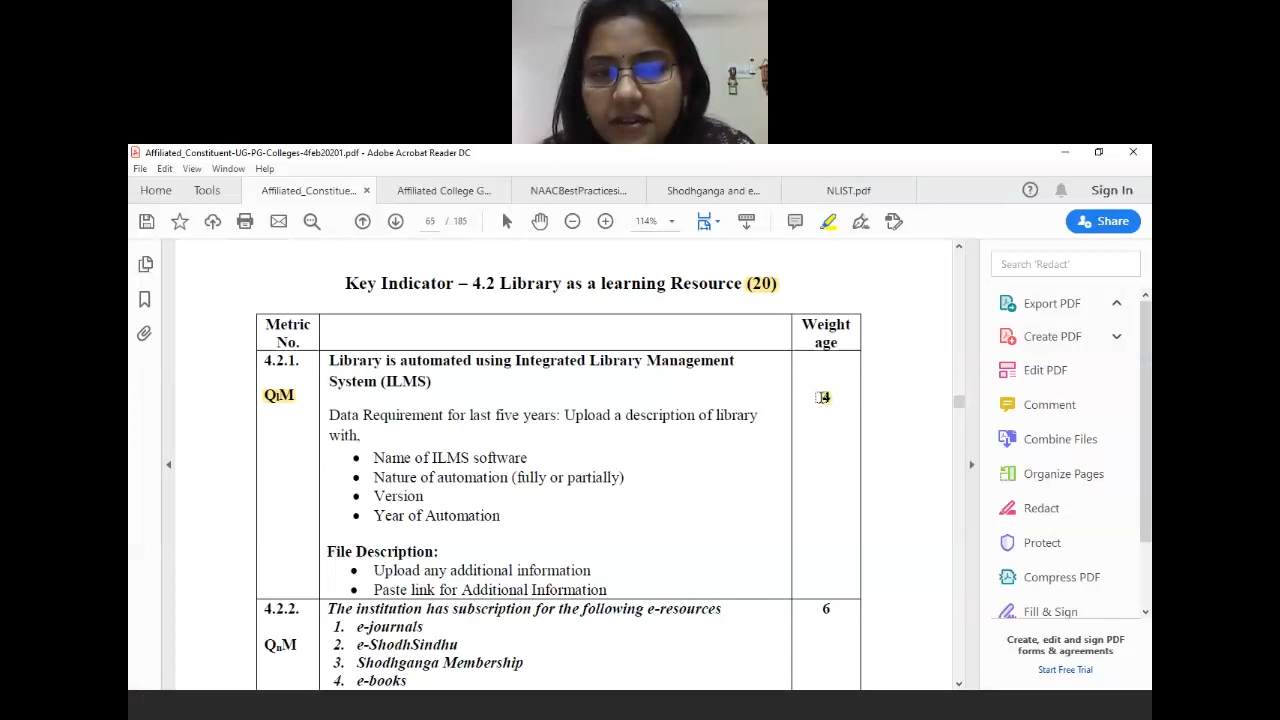 Affiliated_Constituent-UG-PG-Colleges-4feb20201.pdf - Adobe Acrobat Reader DC
File Edit View Window Help
Home Tools Affiliated_Constitue... × Affiliated College G... NAACBestPracticesi... Shodhganga and e... NLIST.pdf Sign In
65 / 185 114% Share
Key Indicator – 4.2 Library as a learning Resource (20)
Metric No. Weight age
4.2.1. Library is automated using Integrated Library Management
System (ILMS)
QlM 4
Data Requirement for last five years: Upload a description of library
with,
• Name of ILMS software
• Nature of automation (fully or partially)
• Version
• Year of Automation
File Description:
• Upload any additional information
• Paste link for Additional Information
4.2.2. The institution has subscription for the following e-resources 6
1. e-journals
QnM 2. e-ShodhSindhu
3. Shodhganga Membership
4. e-books
Search 'Redact'
Export PDF
Create PDF
Edit PDF
Comment
Combine Files
Organize Pages
Redact
Protect
Compress PDF
Fill & Sign
Create, edit and sign PDF
forms & agreements
Start Free Trial